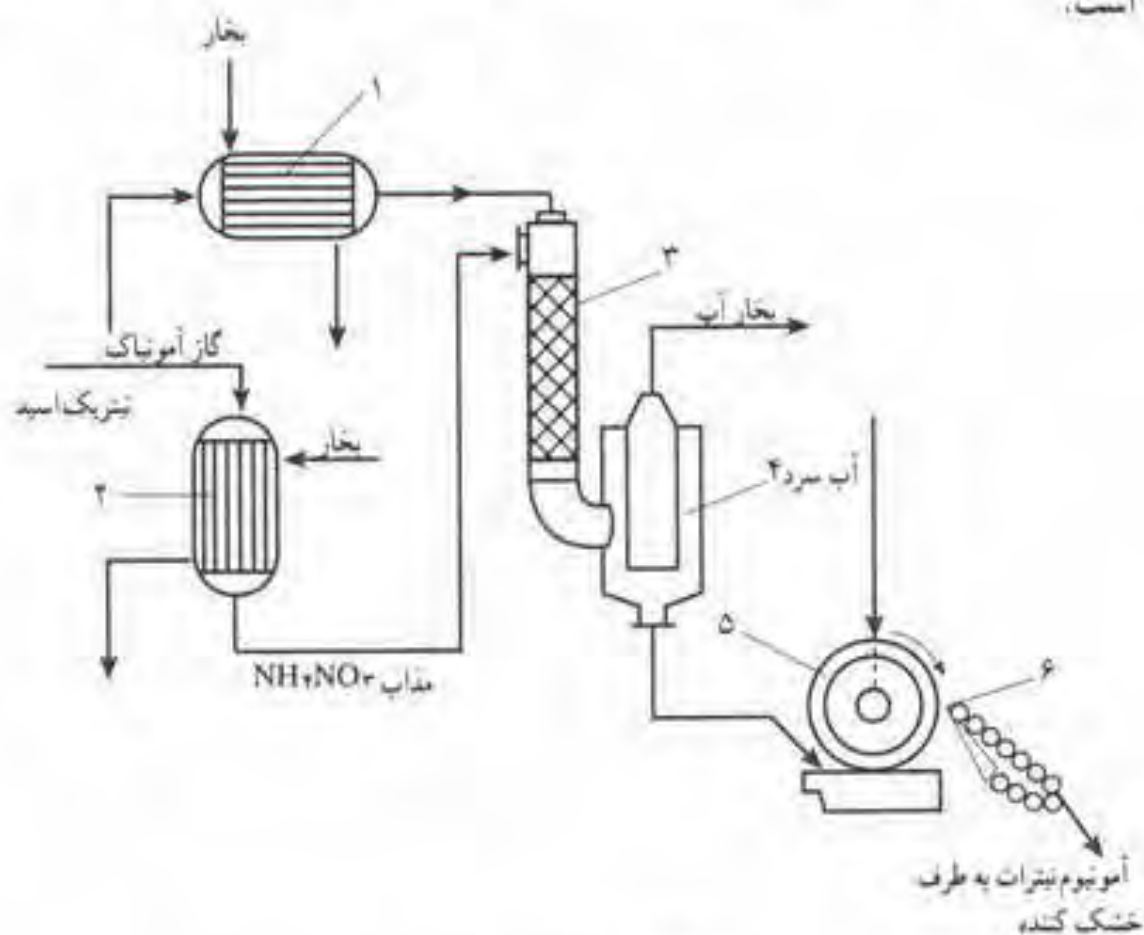 است.
بخار
۱
۳
بخار آب
گاز آمونیاک
نیتریک اسید
بخار
۲
آب سرد ۴
۵
۶
مذاب NH۴NO۳
آمونیوم نیترات به طرف
خشک کننده